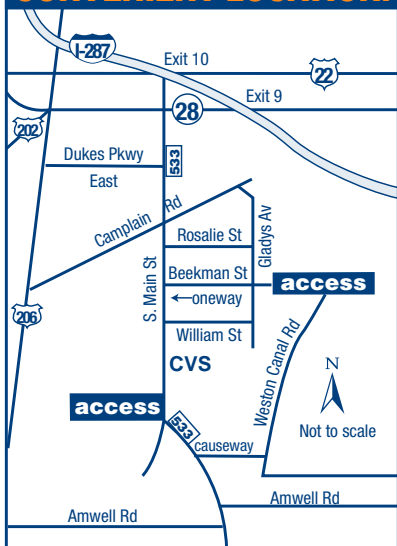 CONVENIENT LOCATION!
I-287
Exit 10
22
Exit 9
28
202
533
Dukes Pkwy
East
Camplain Rd
Rosalie St
Gladys Av
Beekman St
access
←oneway
S. Main St
206
William St
Weston Canal Rd
CVS
N
access
533
Not to scale
causeway
Amwell Rd
Amwell Rd